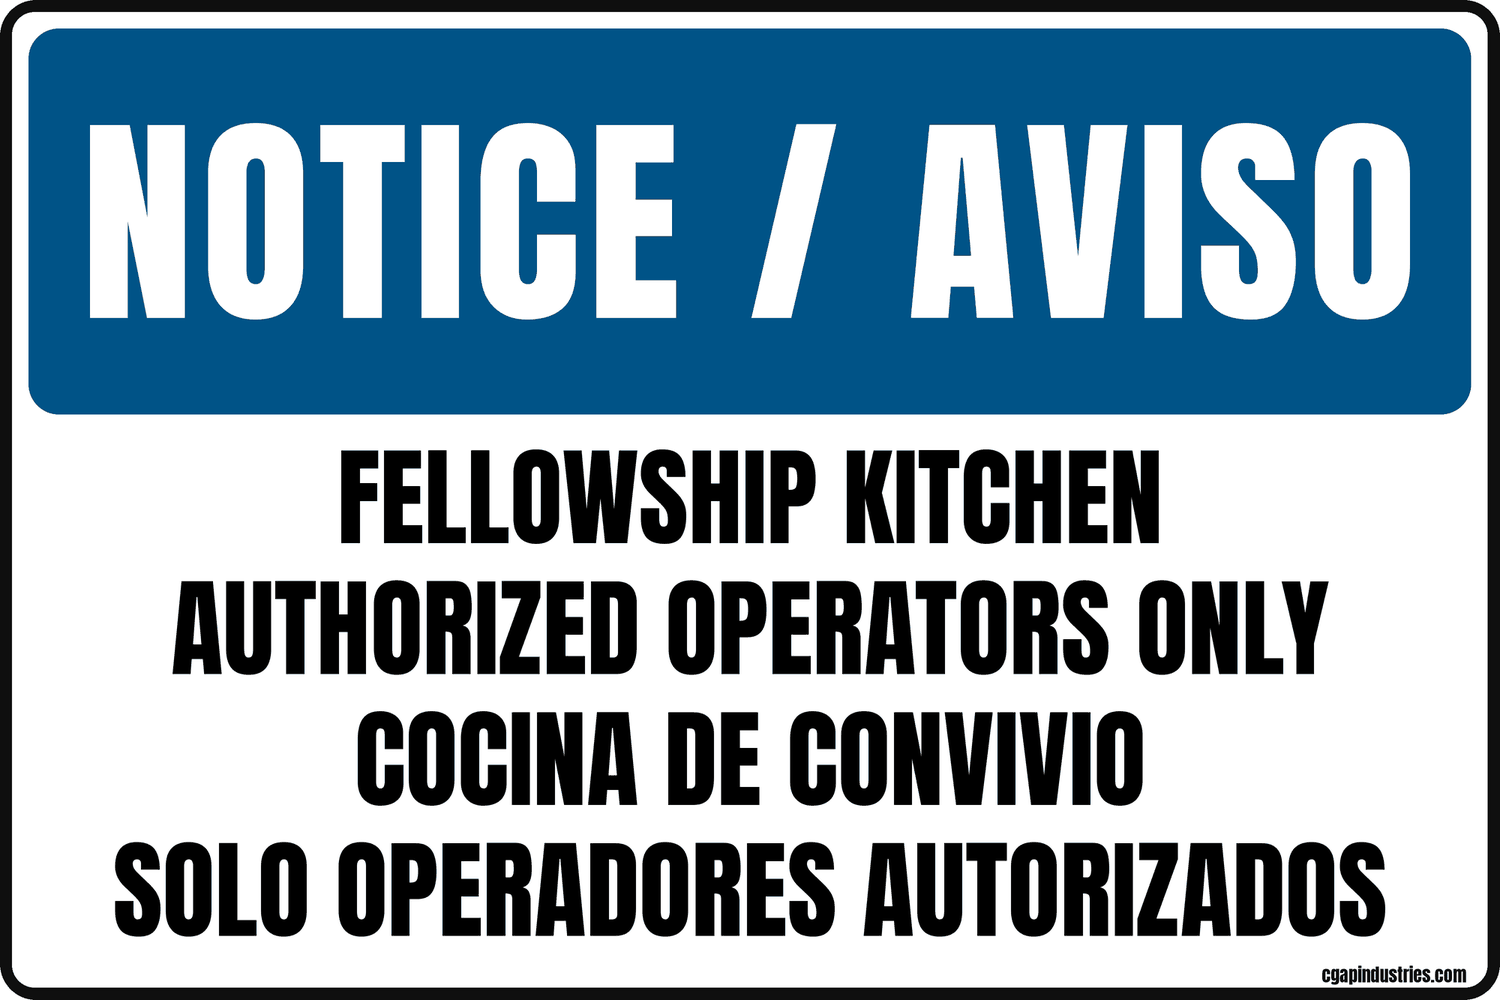 NOTICE / AVISO
FELLOWSHIP KITCHEN
AUTHORIZED OPERATORS ONLY
COCINA DE CONVIVIO
SOLO OPERADORES AUTORIZADOS
cgapindustries.com